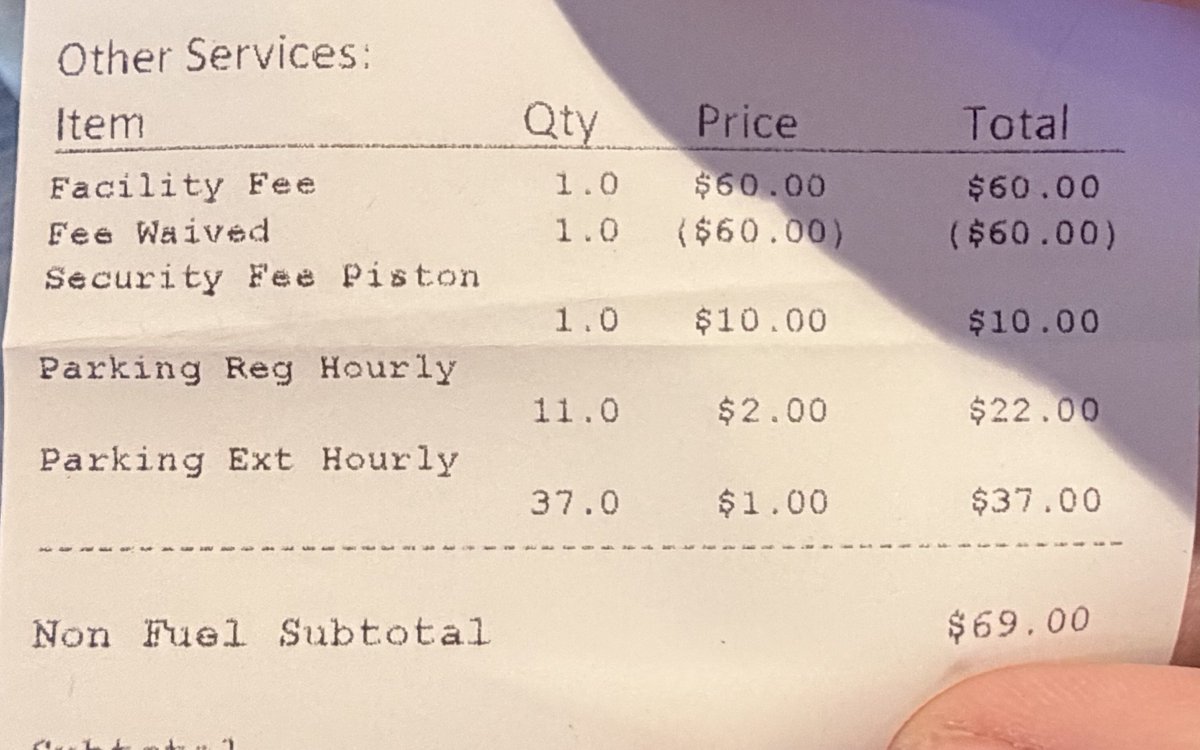 Other Services:
Item Qty Price Total
Facility Fee 1.0 $60.00 $60.00
Fee Waived 1.0 ($60.00) ($60.00)
Security Fee Piston
1.0 $10.00 $10.00
Parking Reg Hourly
11.0 $2.00 $22.00
Parking Ext Hourly
37.0 $1.00 $37.00
Non Fuel Subtotal $69.00